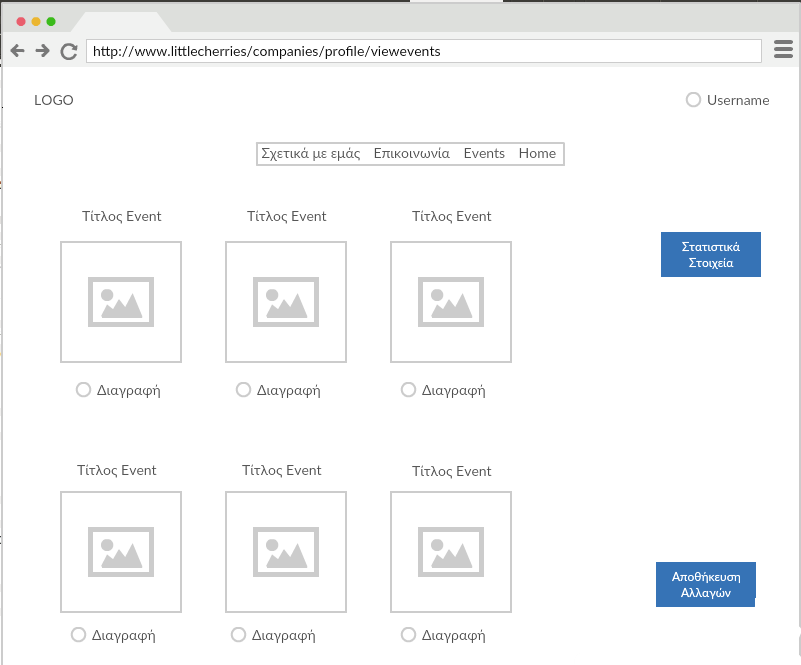 http://www.littlecherries/companies/profile/viewevents
LOGO
Username
Σχετικά με εμάς Επικοινωνία Events Home
Τίτλος Event Τίτλος Event Τίτλος Event
Στατιστικά
Στοιχεία
Διαγραφή Διαγραφή Διαγραφή
Τίτλος Event Τίτλος Event Τίτλος Event
Αποθήκευση
Αλλαγών
Διαγραφή Διαγραφή Διαγραφή